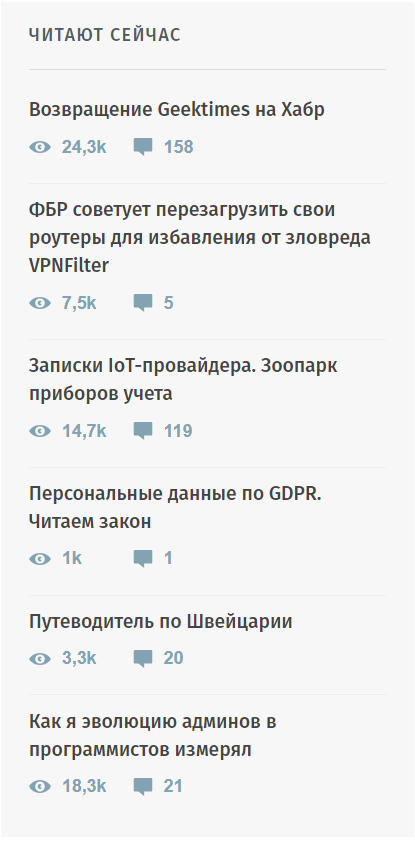 ЧИТАЮТ СЕЙЧАС
Возвращение Geektimes на Хабр
24,3k 158
ФБР советует перезагрузить свои
роутеры для избавления от зловреда
VPNFilter
7,5k 5
Записки IoT-провайдера. Зоопарк
приборов учета
14,7k 119
Персональные данные по GDPR.
Читаем закон
1k 1
Путеводитель по Швейцарии
3,3k 20
Как я эволюцию админов в
программистов измерял
18,3k 21